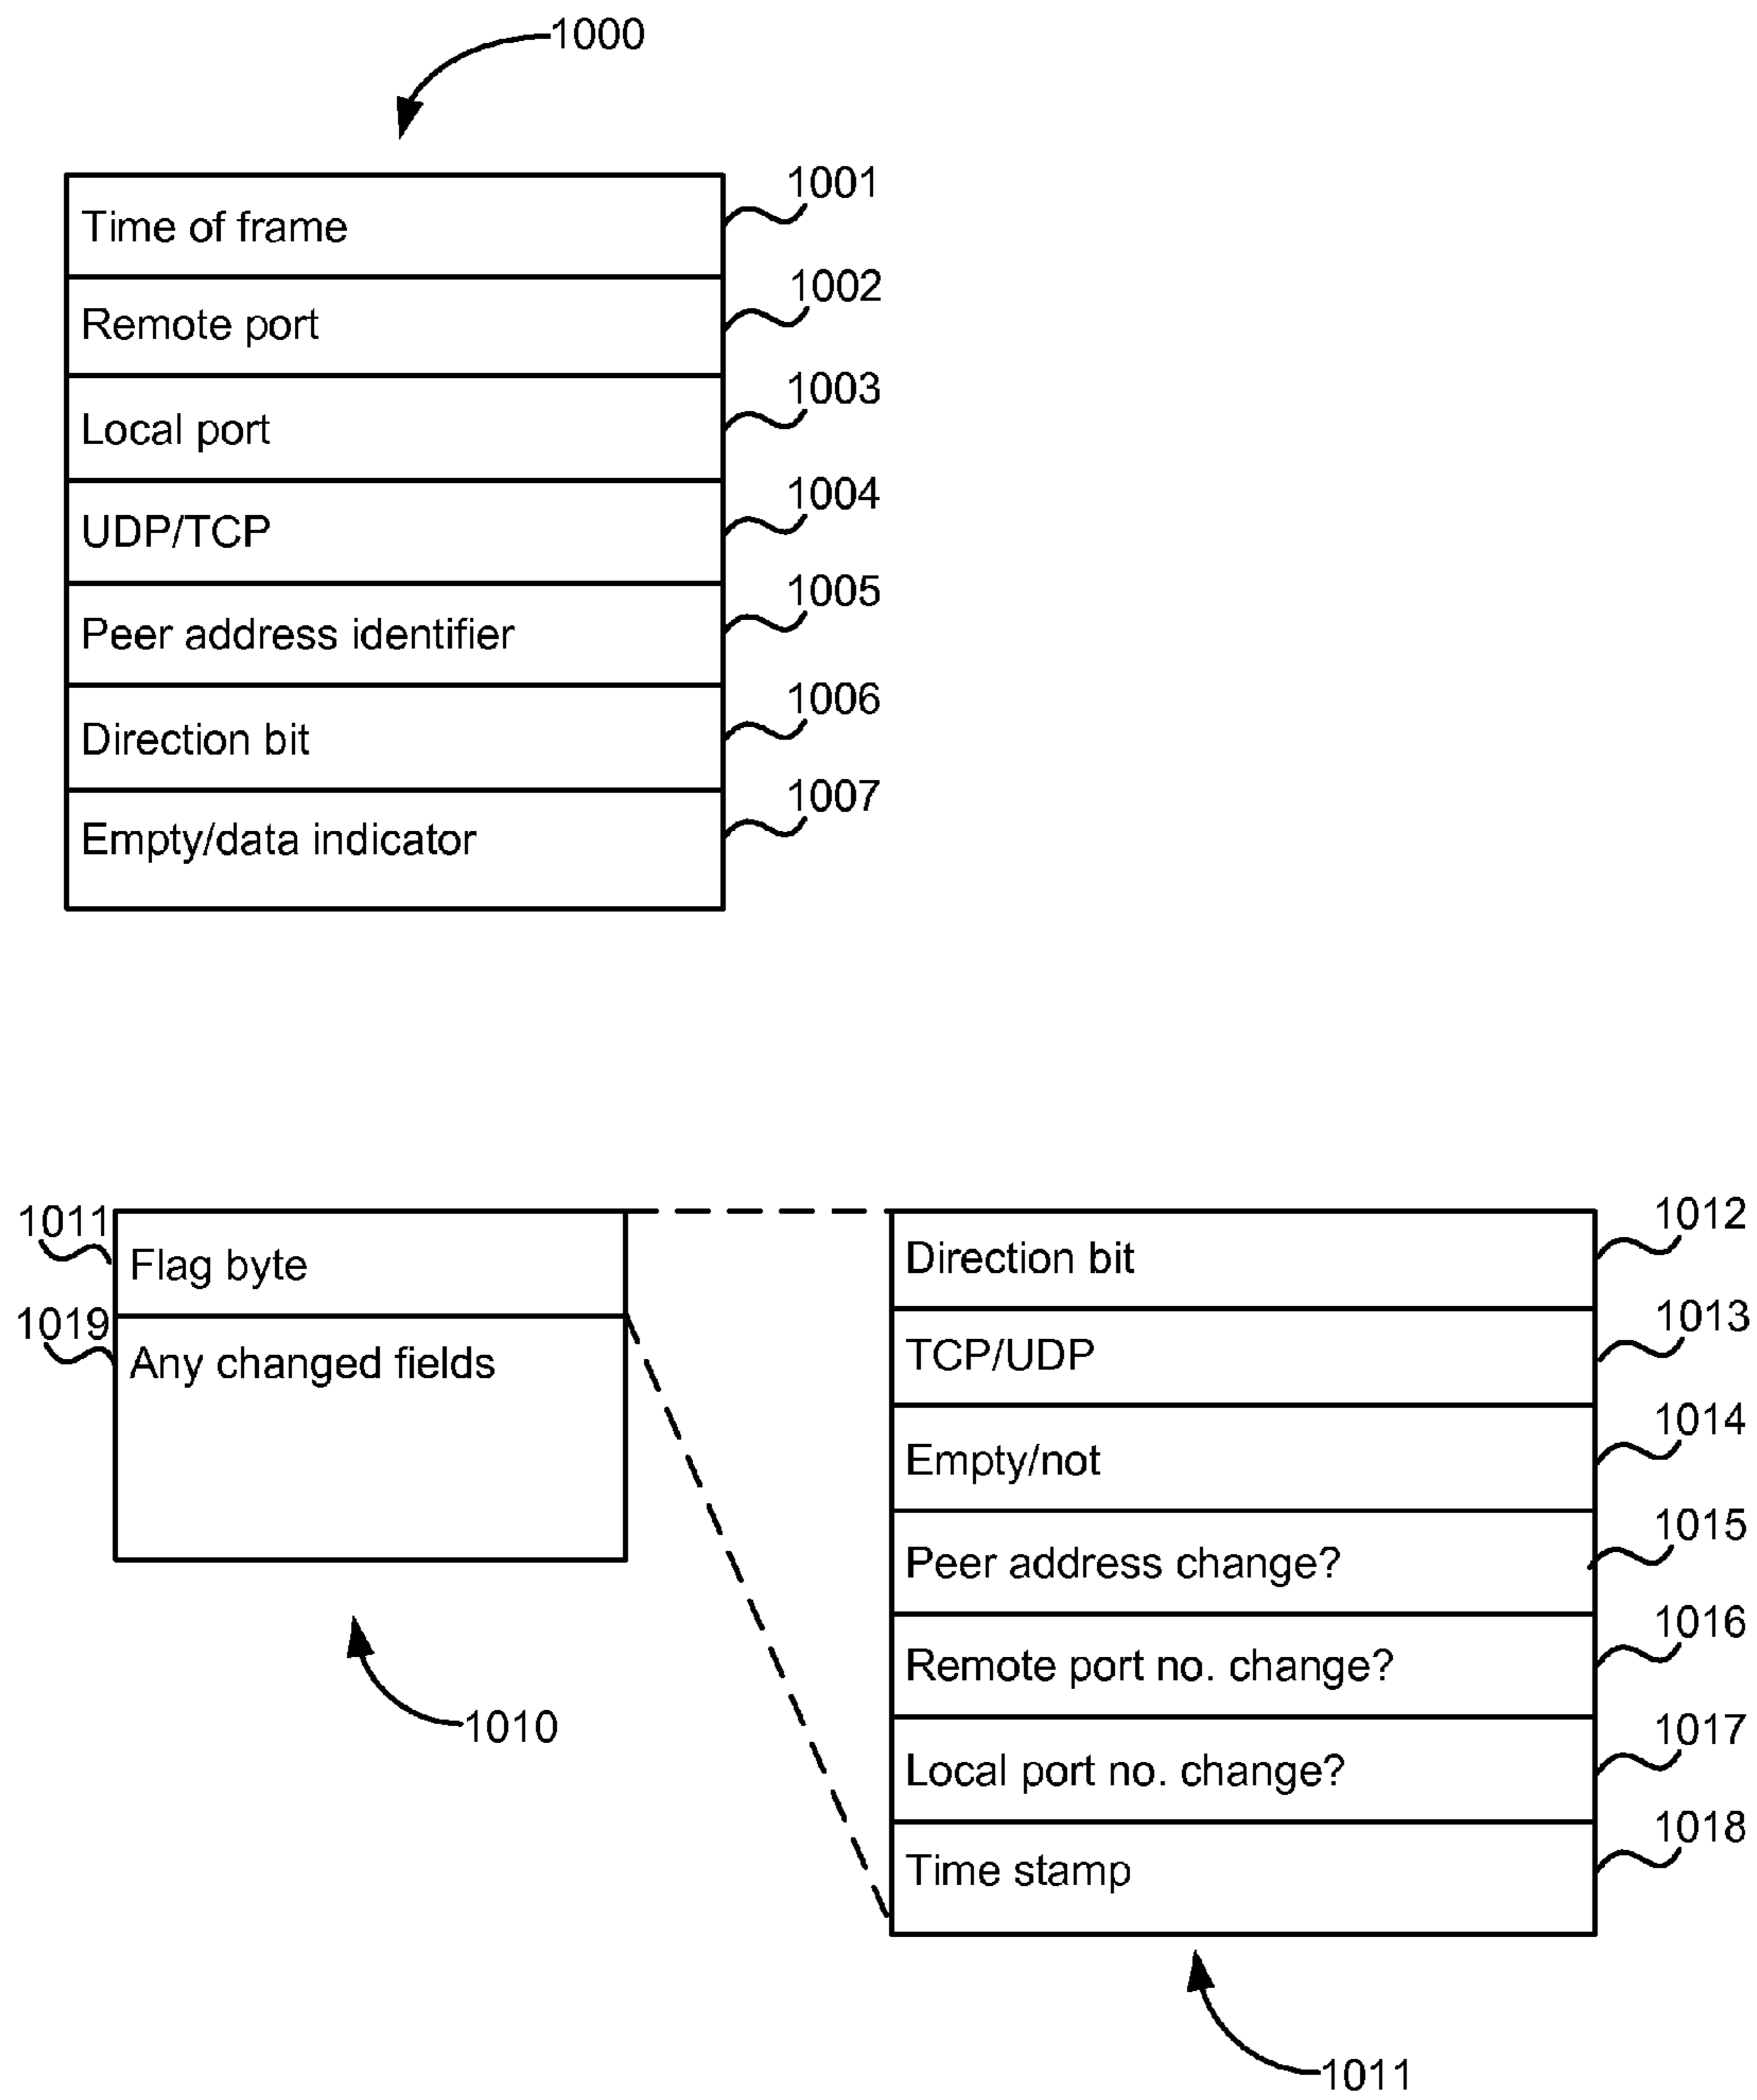 1000
1001
Time of frame
1002
Remote port
1003
Local port
1004
UDP/TCP
1005
Peer address identifier
1006
Direction bit
1007
Empty/data indicator
1011
Flag byte
1019
Any changed fields
1010
1012
Direction bit
1013
TCP/UDP
1014
Empty/not
1015
Peer address change?
1016
Remote port no. change?
1017
Local port no. change?
1018
Time stamp
1011